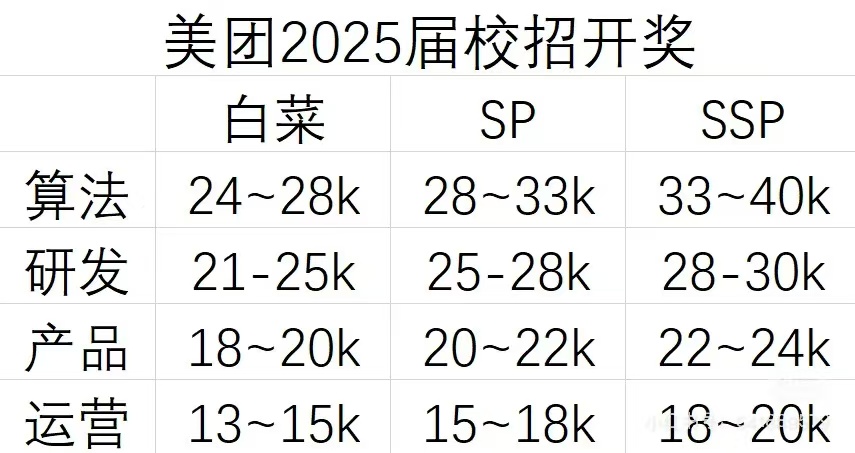 美团2025届校招开奖
白菜 SP SSP
算法 24~28k 28~33k 33~40k
研发 21-25k 25-28k 28-30k
产品 18~20k 20~22k 22~24k
运营 13~15k 15~18k 18~20k